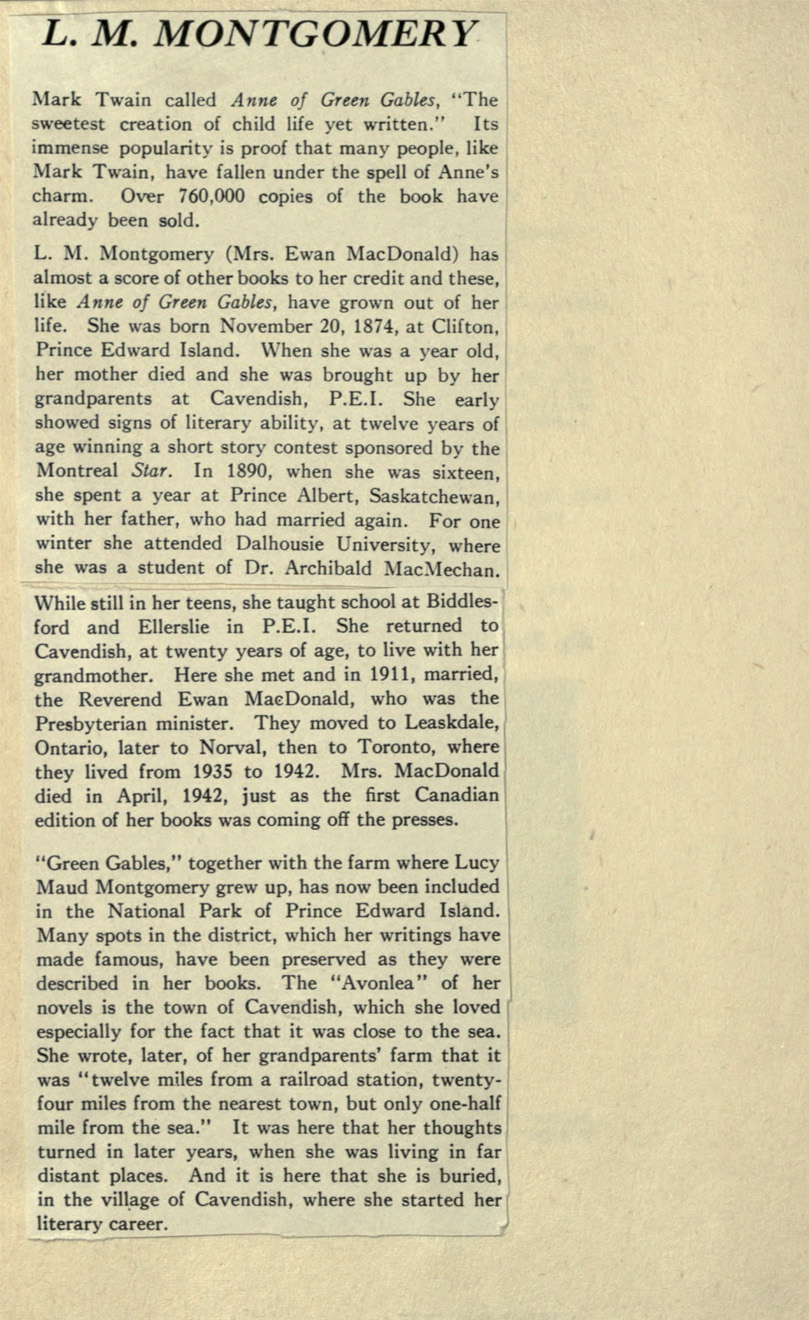 L. M. MONTGOMERY
Mark Twain called Anne of Green Gables, “The
sweetest creation of child life yet written.” Its
immense popularity is proof that many people, like
Mark Twain, have fallen under the spell of Anne’s
charm. Over 760,000 copies of the book have
already been sold.
L. M. Montgomery (Mrs. Ewan MacDonald) has
almost a score of other books to her credit and these,
like Anne of Green Gables, have grown out of her
life. She was born November 20, 1874, at Clifton,
Prince Edward Island. When she was a year old,
her mother died and she was brought up by her
grandparents at Cavendish, P.E.I. She early
showed signs of literary ability, at twelve years of
age winning a short story contest sponsored by the
Montreal Star. In 1890, when she was sixteen,
she spent a year at Prince Albert, Saskatchewan,
with her father, who had married again. For one
winter she attended Dalhousie University, where
she was a student of Dr. Archibald MacMechan.
While still in her teens, she taught school at Biddles-
ford and Ellerslie in P.E.I. She returned to
Cavendish, at twenty years of age, to live with her
grandmother. Here she met and in 1911, married,
the Reverend Ewan MacDonald, who was the
Presbyterian minister. They moved to Leaskdale,
Ontario, later to Norval, then to Toronto, where
they lived from 1935 to 1942. Mrs. MacDonald
died in April, 1942, just as the first Canadian
edition of her books was coming off the presses.
“Green Gables,” together with the farm where Lucy
Maud Montgomery grew up, has now been included
in the National Park of Prince Edward Island.
Many spots in the district, which her writings have
made famous, have been preserved as they were
described in her books. The “Avonlea” of her
novels is the town of Cavendish, which she loved
especially for the fact that it was close to the sea.
She wrote, later, of her grandparents’ farm that it
was “twelve miles from a railroad station, twenty-
four miles from the nearest town, but only one-half
mile from the sea.” It was here that her thoughts
turned in later years, when she was living in far
distant places. And it is here that she is buried,
in the village of Cavendish, where she started her
literary career.